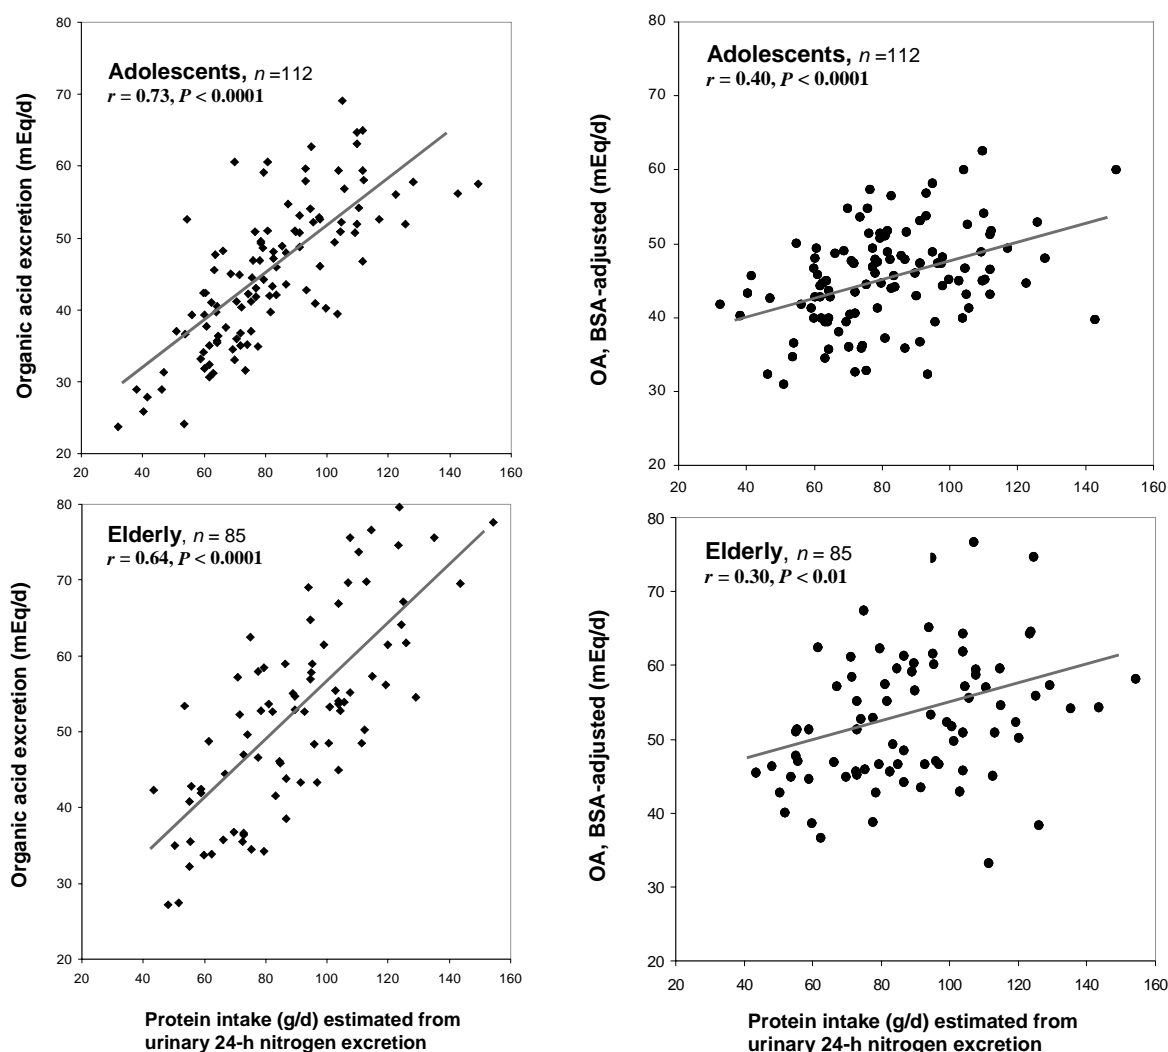 80
70
60
50
40
30
20
20 40 60 80 100 120 140 160
Organic acid excretion (mEq/d)
Adolescents, n =112
r = 0.73, P < 0.0001
80
70
60
50
40
30
20
20 40 60 80 100 120 140 160
OA, BSA-adjusted (mEq/d)
Adolescents, n =112
r = 0.40, P < 0.0001
80
70
60
50
40
30
20
20 40 60 80 100 120 140 160
Organic acid excretion (mEq/d)
Elderly, n = 85
r = 0.64, P < 0.0001
Protein intake (g/d) estimated from
urinary 24-h nitrogen excretion
80
70
60
50
40
30
20
20 40 60 80 100 120 140 160
OA, BSA-adjusted (mEq/d)
Elderly, n = 85
r = 0.30, P < 0.01
Protein intake (g/d) estimated from
urinary 24-h nitrogen excretion